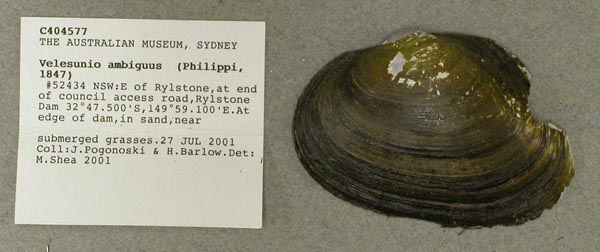 C404577
THE AUSTRALIAN MUSEUM, SYDNEY
Velesunio ambiguus (Philippi,
1847)
#52434 NSW:E of Rylstone,at end
of council access road,Rylstone
Dam 32°47.500'S,149°59.100'E.At
edge of dam,in sand,near
submerged grasses.27 JUL 2001
Coll:J.Pogonoski & H.Barlow.Det:
M.Shea 2001